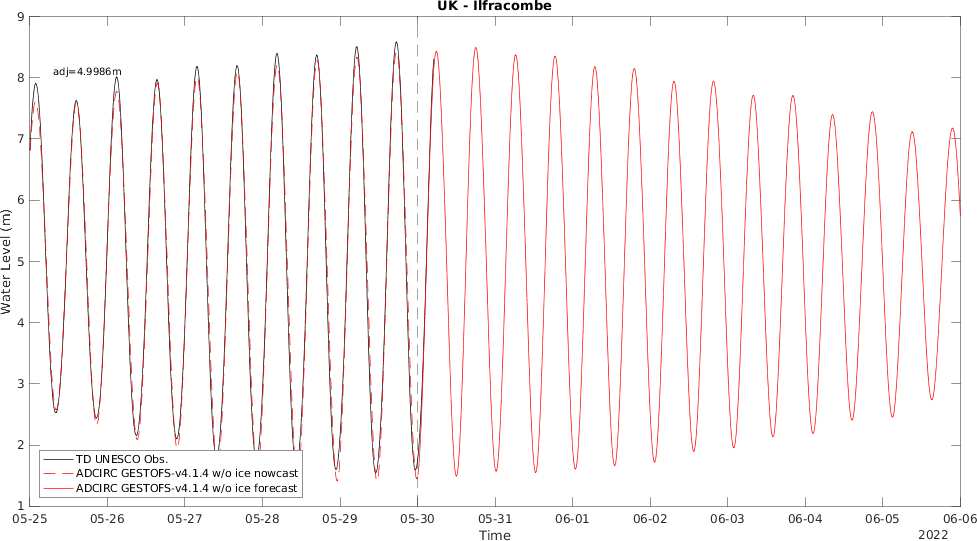 UK - Ilfracombe
9
8
7
6
5
4
3
2
1
Water Level (m)
adj=4.9986m
TD UNESCO Obs.
ADCIRC GESTOFS-v4.1.4 w/o ice nowcast
ADCIRC GESTOFS-v4.1.4 w/o ice forecast
05-25 05-26 05-27 05-28 05-29 05-30 05-31 06-01 06-02 06-03 06-04 06-05 06-06
Time
2022